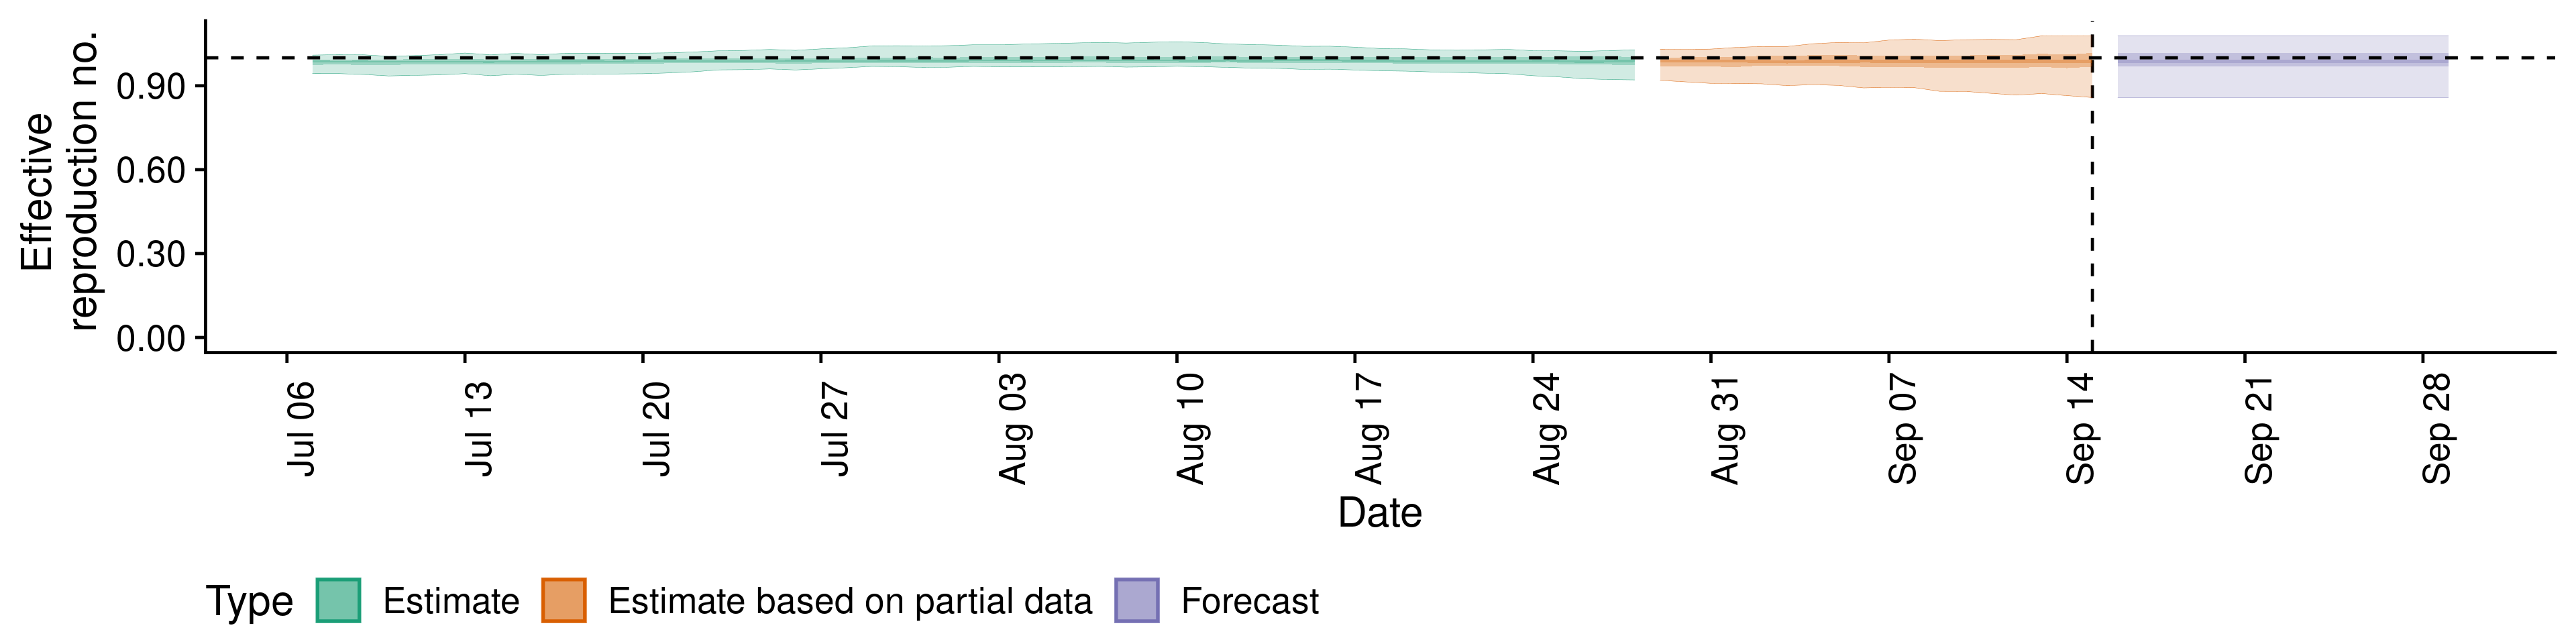 Effective
reproduction no.
0.90
0.60
0.30
0.00
Jul 06
Jul 13
Jul 20
Jul 27
Aug 03
Aug 10
Aug 17
Aug 24
Aug 31
Sep 07
Sep 14
Sep 21
Sep 28
Date
Type Estimate Estimate based on partial data Forecast